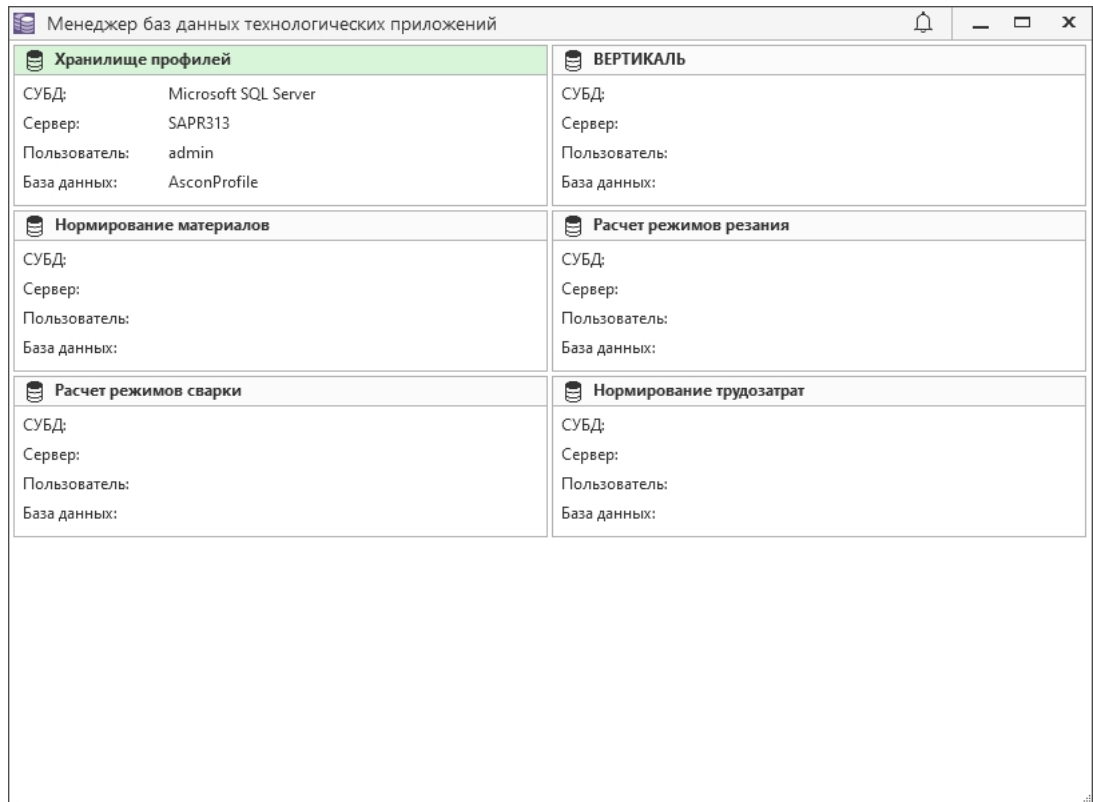 Менеджер баз данных технологических приложений
Хранилище профилей
СУБД: Microsoft SQL Server
Сервер: SAPR313
Пользователь: admin
База данных: AsconProfile
ВЕРТИКАЛЬ
СУБД:
Сервер:
Пользователь:
База данных:
Нормирование материалов
СУБД:
Сервер:
Пользователь:
База данных:
Расчет режимов резания
СУБД:
Сервер:
Пользователь:
База данных:
Расчет режимов сварки
СУБД:
Сервер:
Пользователь:
База данных:
Нормирование трудозатрат
СУБД:
Сервер:
Пользователь:
База данных: